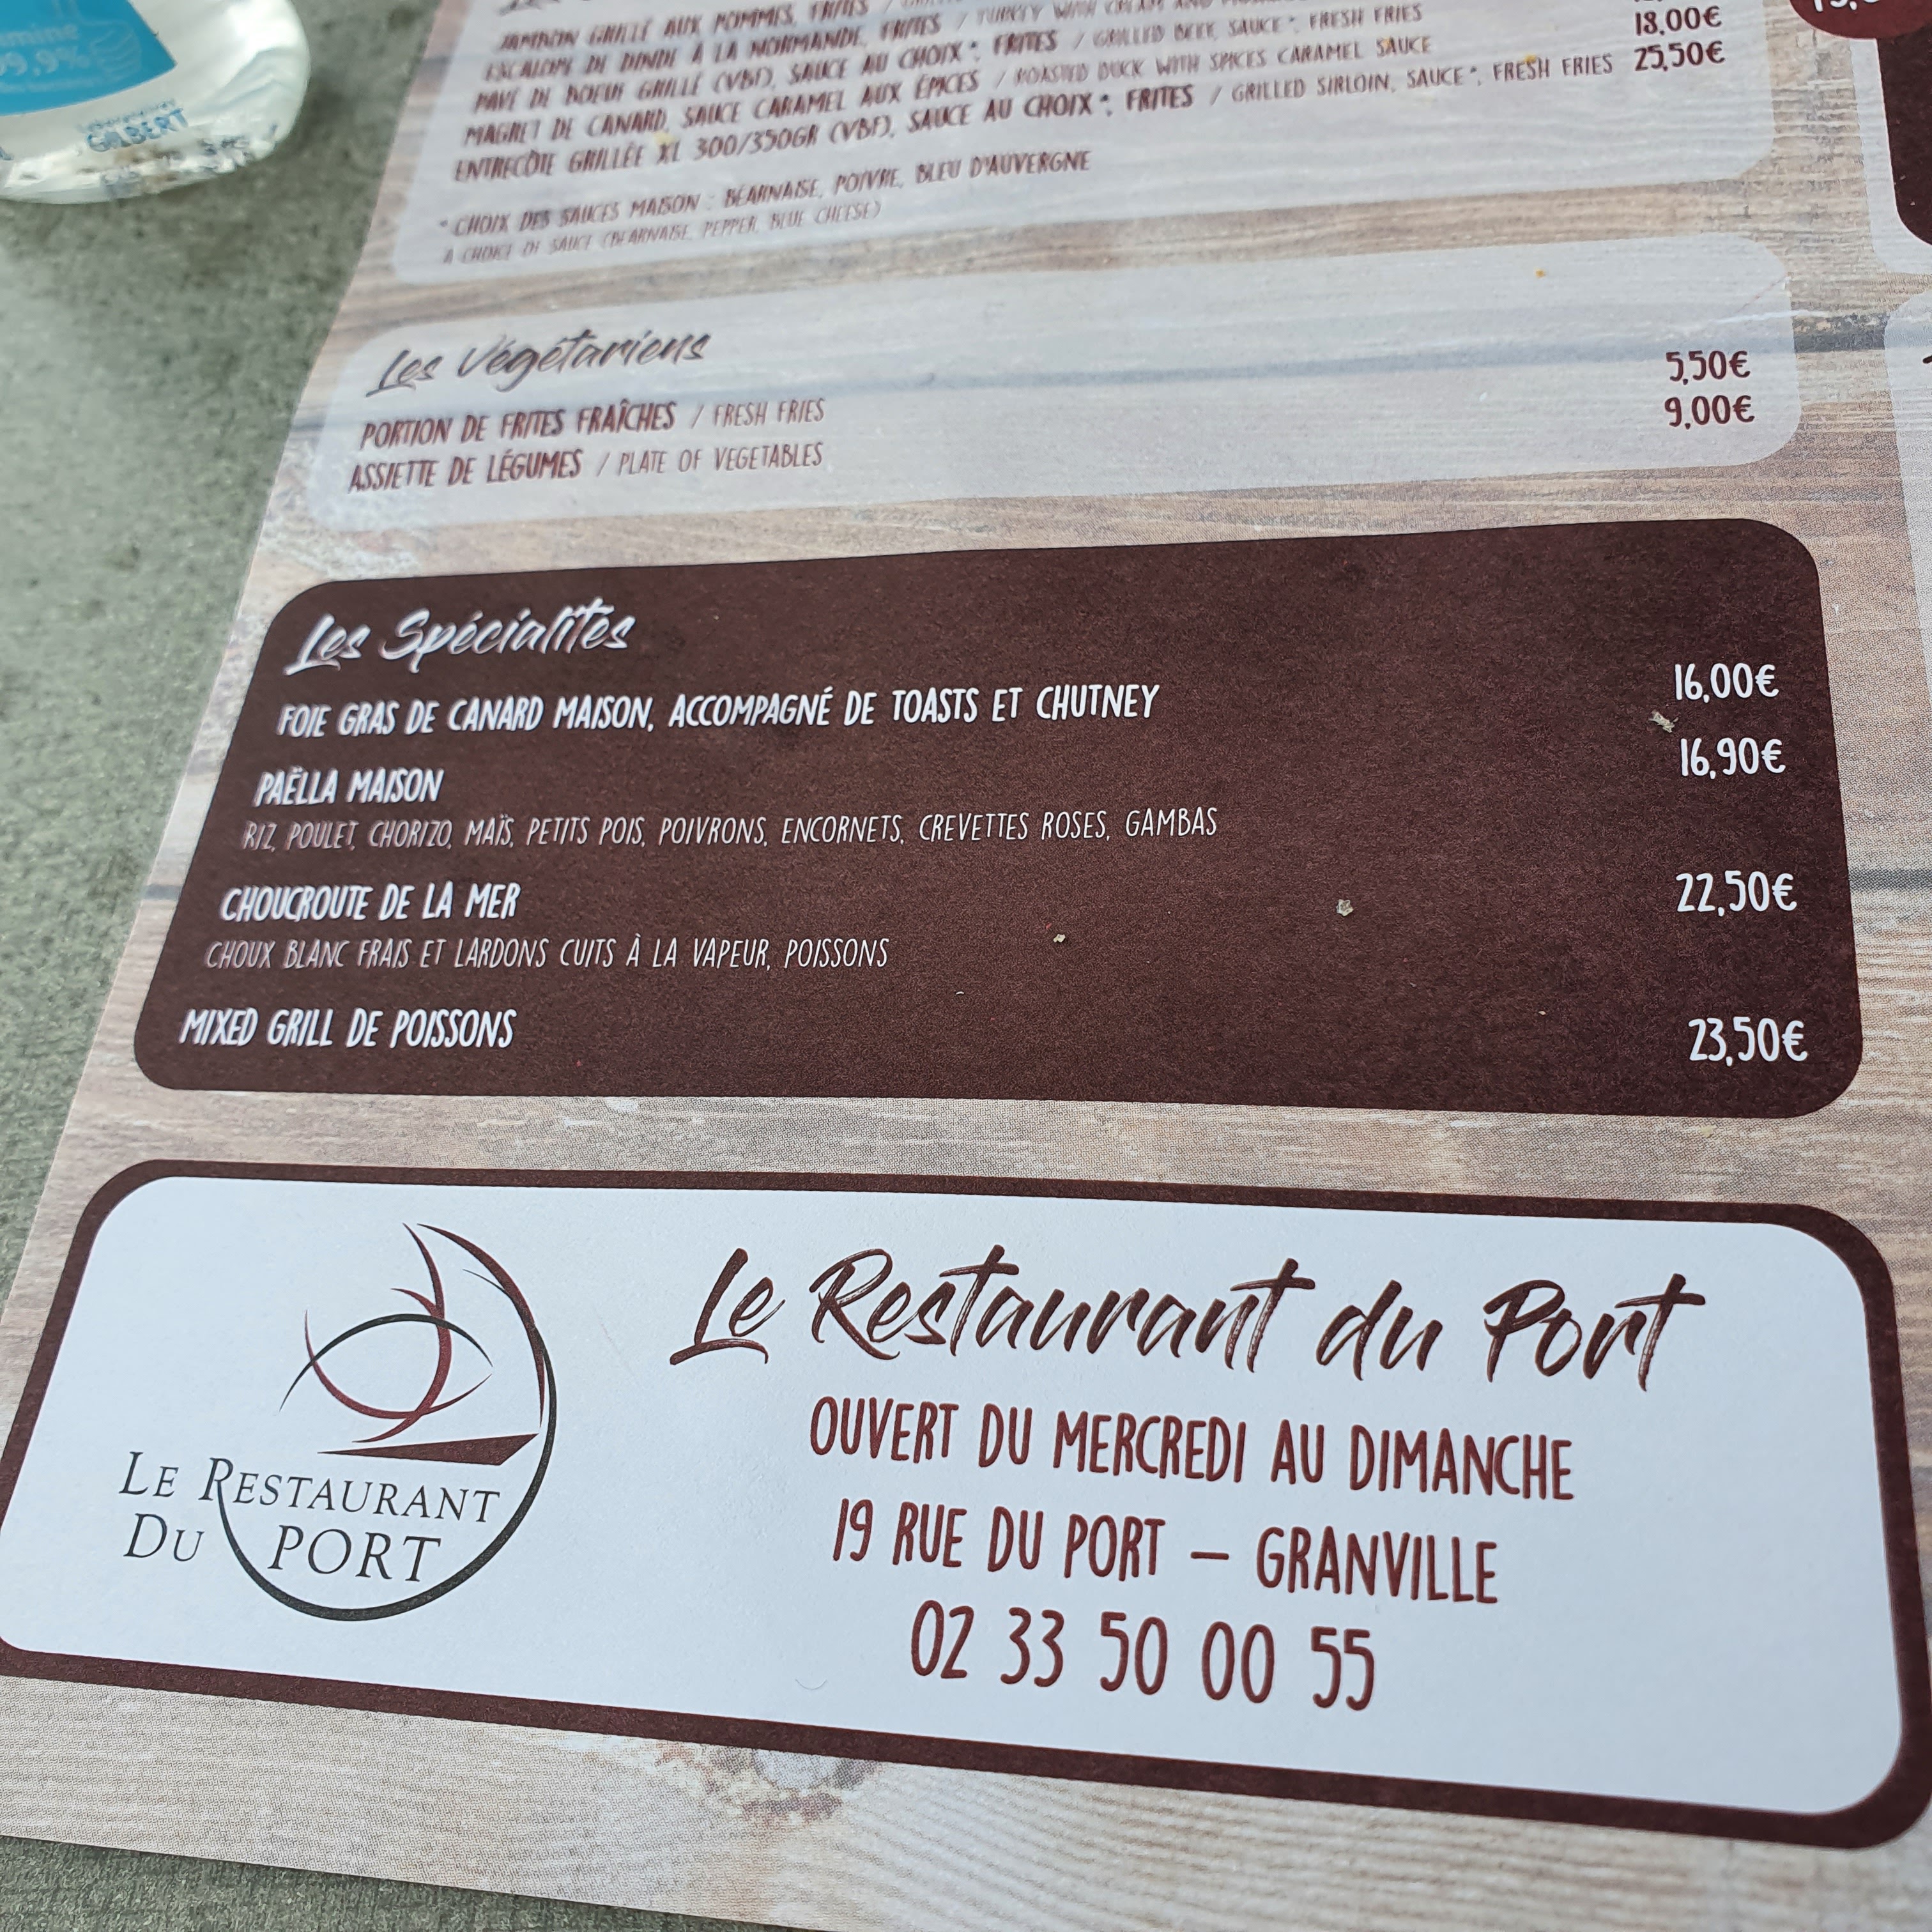 JAMBON GRILLÉ AUX POMMES, FRITES /
ESCALOPE DE DINDE À LA NORMANDE, FRITES / TURKEY WITH CREAM AND
PAVÉ DE BOEUF GRILLÉ (VBF), SAUCE AU CHOIX*, FRITES / GRILLED BEEF, SAUCE*, FRESH FRIES
MAGRET DE CANARD, SAUCE CARAMEL AUX ÉPICES / ROASTED DUCK WITH SPICES CARAMEL SAUCE 18,00€
ENTRECÔTE GRILLÉE XL 300/350GR (VBF), SAUCE AU CHOIX*, FRITES / GRILLED SIRLOIN, SAUCE*, FRESH FRIES 25,50€
* CHOIX DES SAUCES MAISON : BÉARNAISE, POIVRE, BLEU D'AUVERGNE
A CHOICE OF SAUCE (BEARNAISE, PEPPER, BLUE CHEESE)
Les Végétariens
PORTION DE FRITES FRAÎCHES / FRESH FRIES 5,50€
ASSIETTE DE LÉGUMES / PLATE OF VEGETABLES 9,00€
Les Spécialités
FOIE GRAS DE CANARD MAISON, ACCOMPAGNÉ DE TOASTS ET CHUTNEY 16,00€
PAËLLA MAISON 16,90€
RIZ, POULET, CHORIZO, MAÏS, PETITS POIS, POIVRONS, ENCORNETS, CREVETTES ROSES, GAMBAS
CHOUCROUTE DE LA MER 22,50€
CHOUX BLANC FRAIS ET LARDONS CUITS À LA VAPEUR, POISSONS
MIXED GRILL DE POISSONS 23,50€
LE RESTAURANT
DU PORT
Le Restaurant du Port
OUVERT DU MERCREDI AU DIMANCHE
19 RUE DU PORT – GRANVILLE
02 33 50 00 55
99,9%
GILBERT